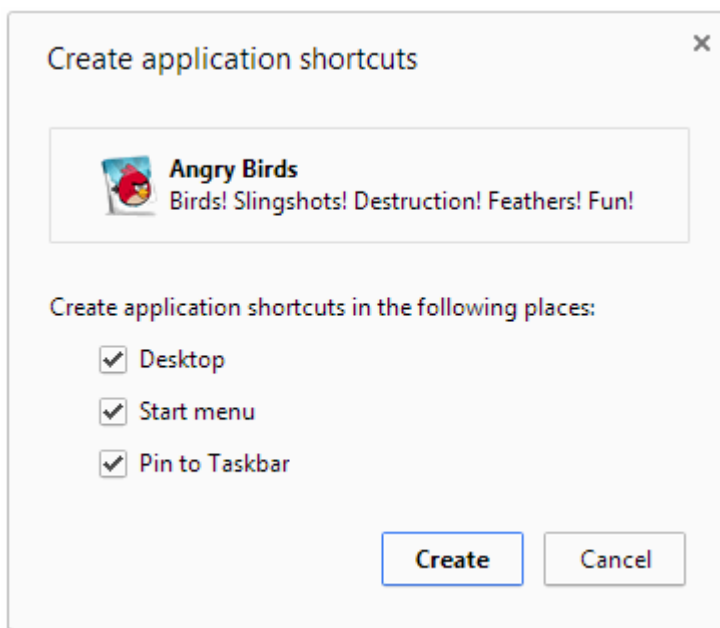 Create application shortcuts
Angry Birds
Birds! Slingshots! Destruction! Feathers! Fun!
Create application shortcuts in the following places:
Desktop
Start menu
Pin to Taskbar
Create Cancel